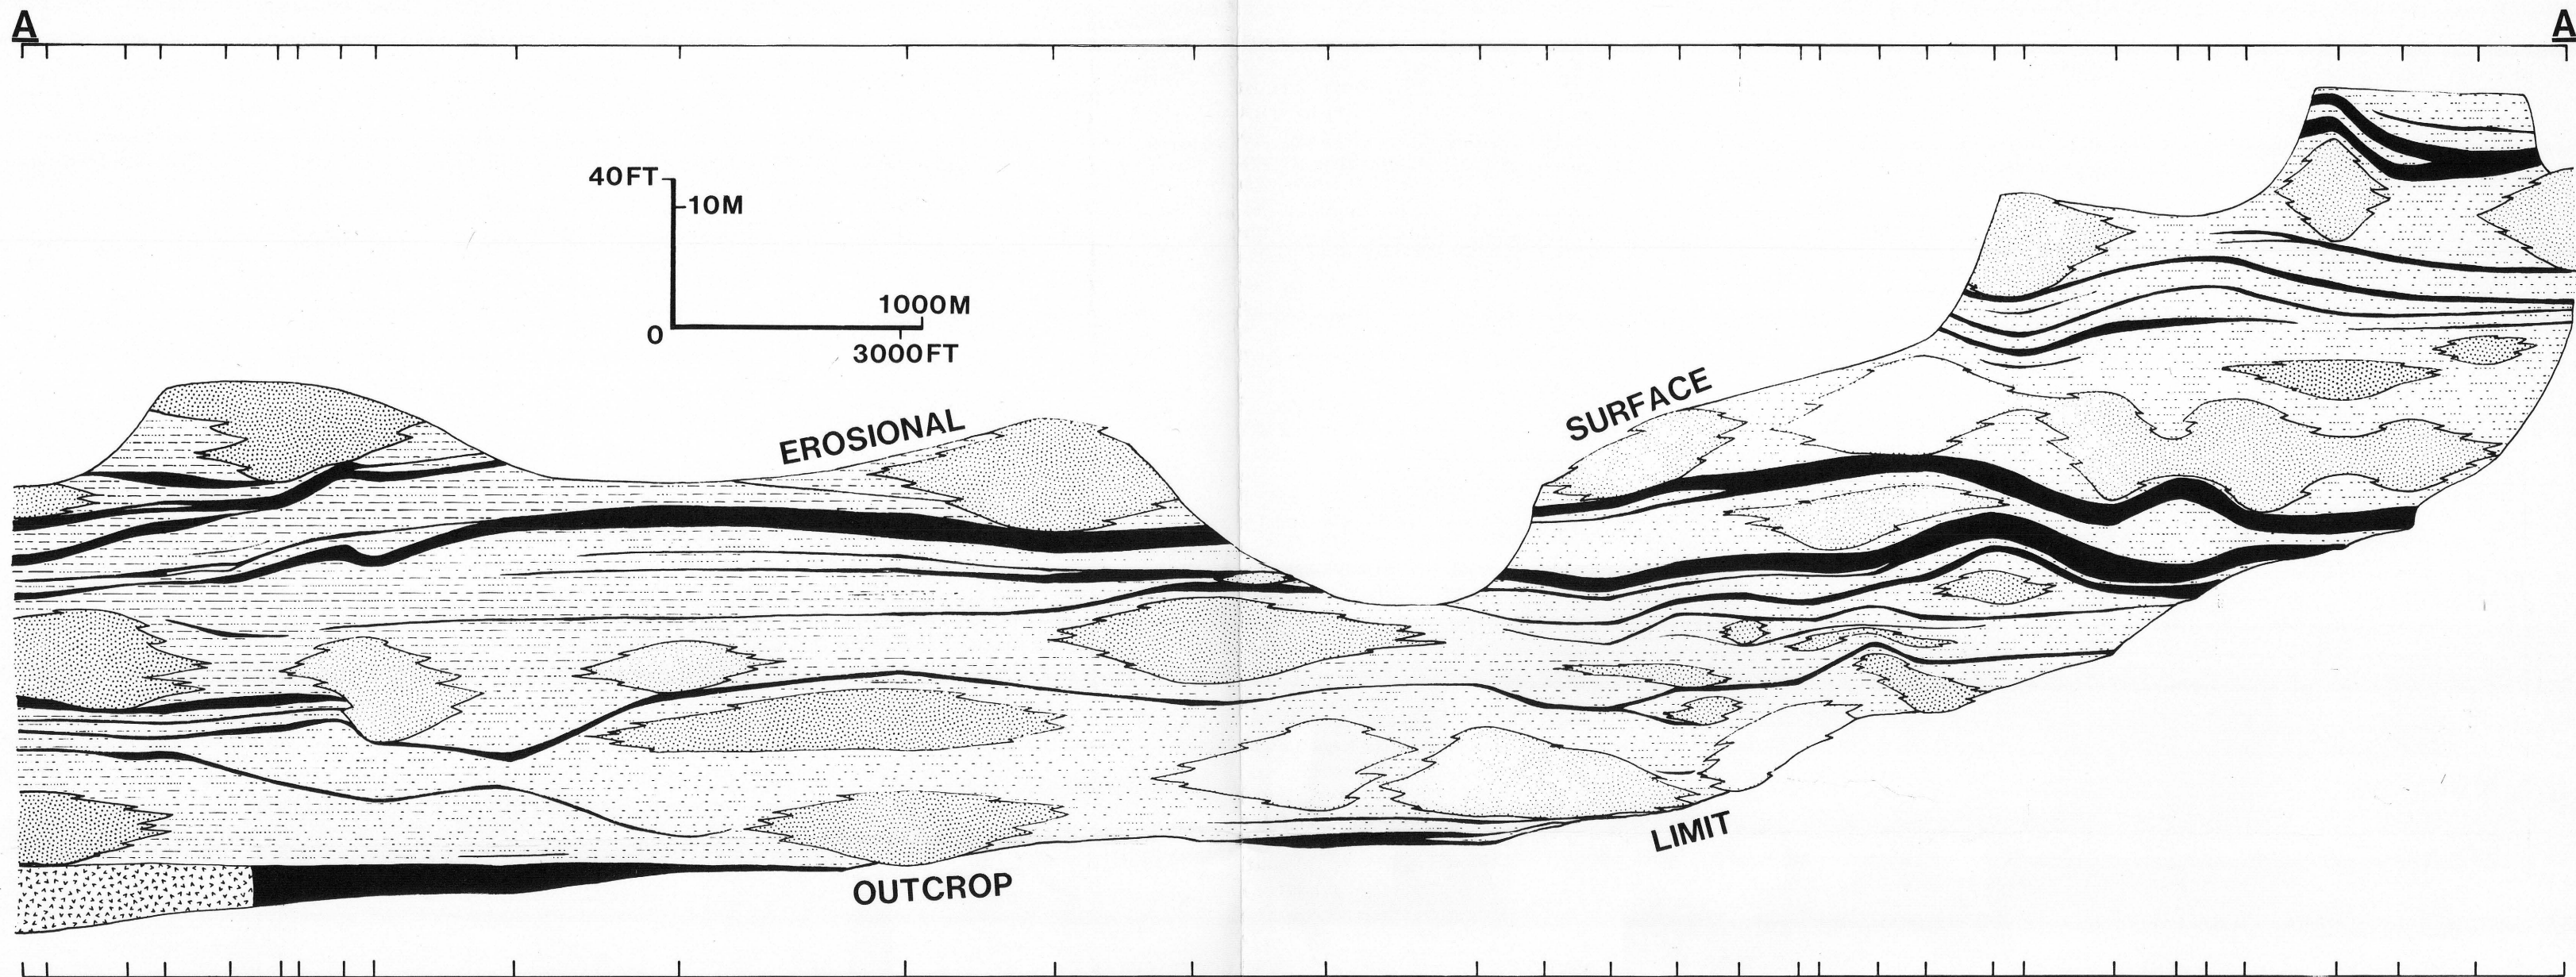 A
A
40FT
10M
0
1000M
3000FT
EROSIONAL
SURFACE
LIMIT
OUTCROP